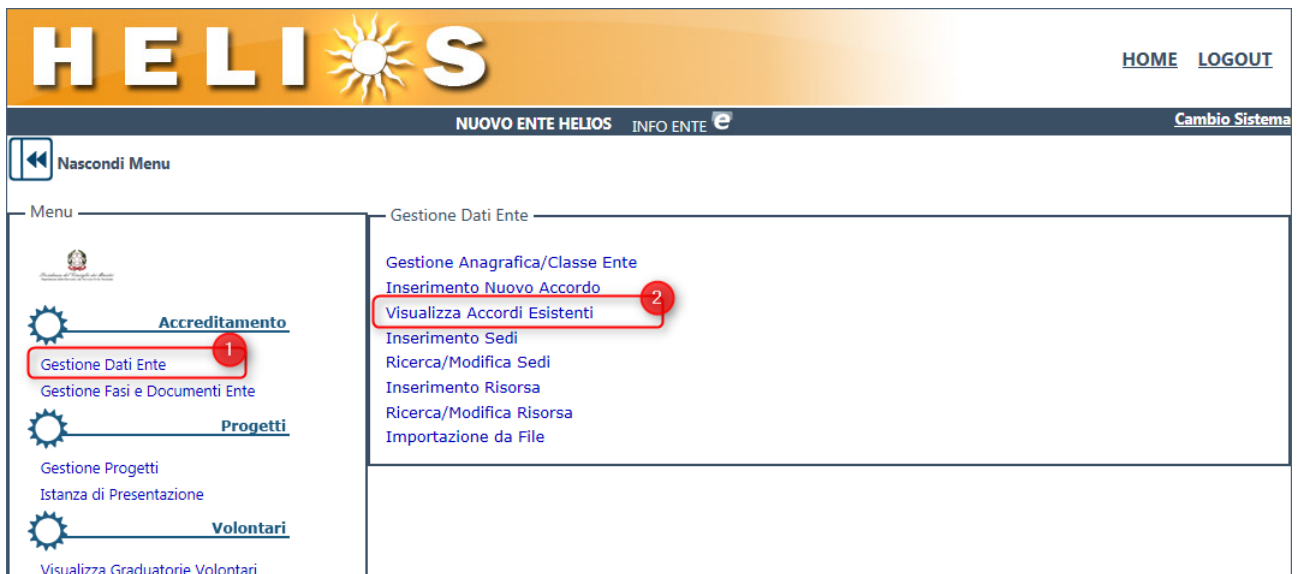 HELIOS
HOME LOGOUT
NUOVO ENTE HELIOS INFO ENTE e
Cambio Sistema
Nascondi Menu
Menu
Accreditamento
1
Gestione Dati Ente
Gestione Fasi e Documenti Ente
Progetti
Gestione Progetti
Istanza di Presentazione
Volontari
Visualizza Graduatorie Volontari
Gestione Dati Ente
Gestione Anagrafica/Classe Ente
Inserimento Nuovo Accordo
2
Visualizza Accordi Esistenti
Inserimento Sedi
Ricerca/Modifica Sedi
Inserimento Risorsa
Ricerca/Modifica Risorsa
Importazione da File